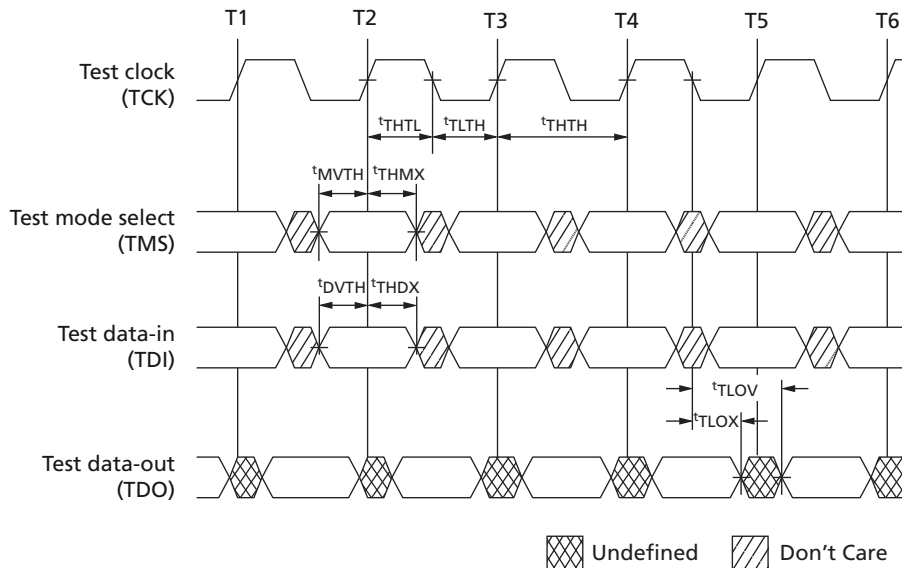 T1 T2 T3 T4 T5 T6
Test clock
(TCK)
tTHTL tTLTH tTHTH
tMVTH tTHMX
Test mode select
(TMS)
tDVTH tTHDX
Test data-in
(TDI)
tTLOV
tTLOX
Test data-out
(TDO)
Undefined Don't Care